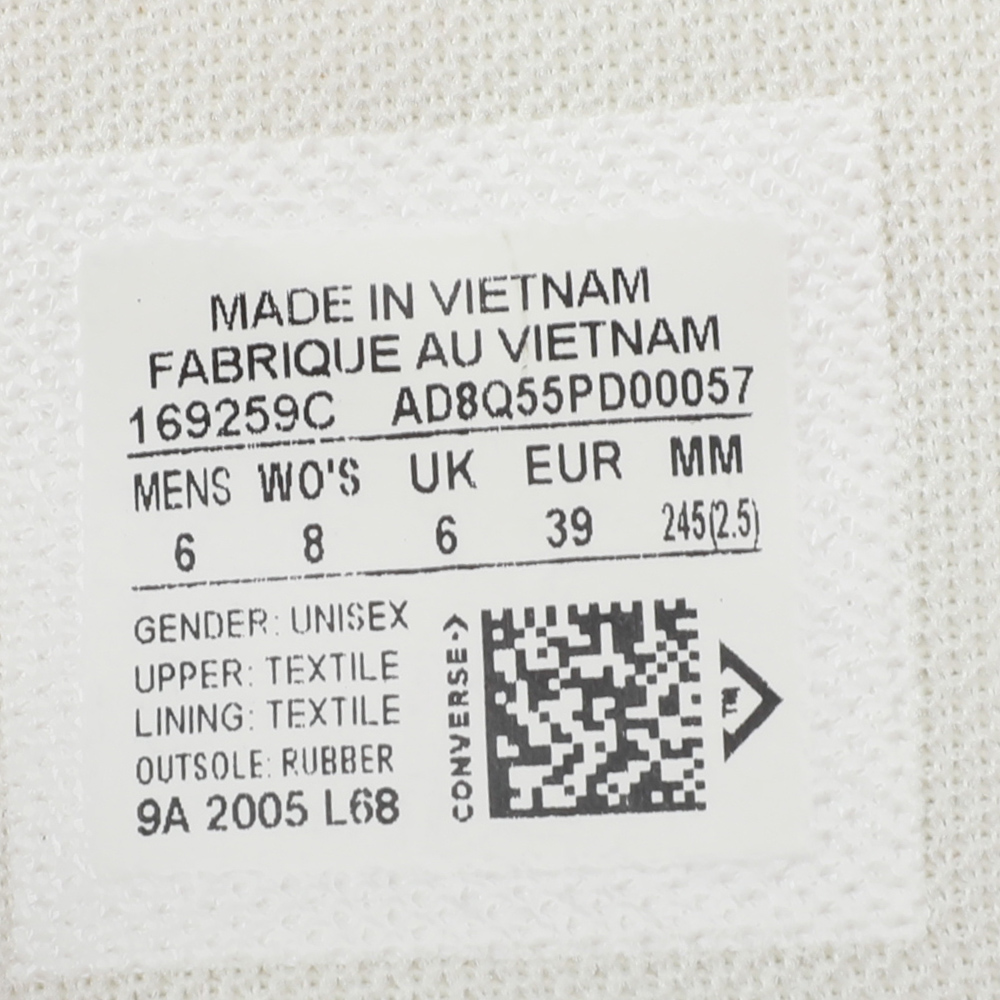 MADE IN VIETNAM
FABRIQUE AU VIETNAM
169259C AD8Q55PD00057
MENS WO'S UK EUR MM
6 8 6 39 245(2.5)
GENDER: UNISEX
UPPER: TEXTILE
LINING: TEXTILE
OUTSOLE: RUBBER
9A 2005 L68
CONVERSE
TM